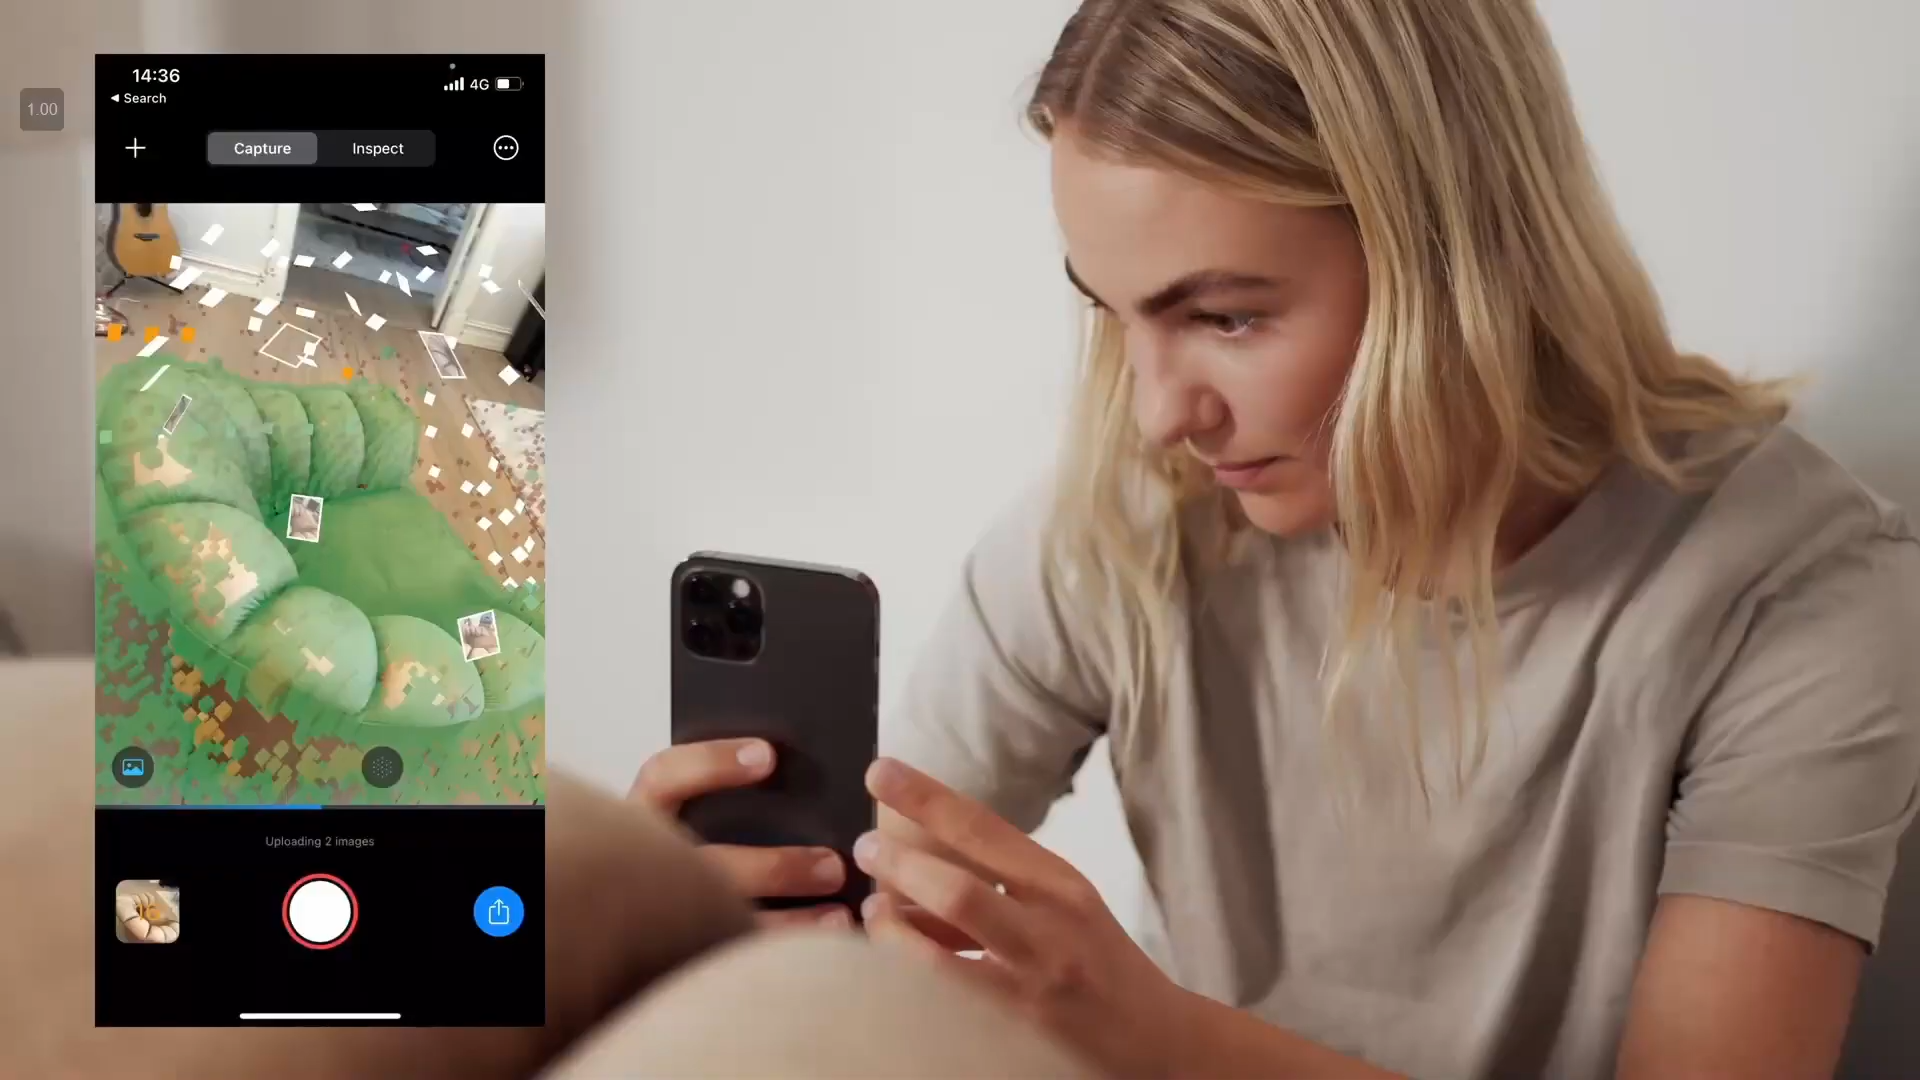 1.00
14:36
4G
◄ Search
Capture
Inspect
Uploading 2 images